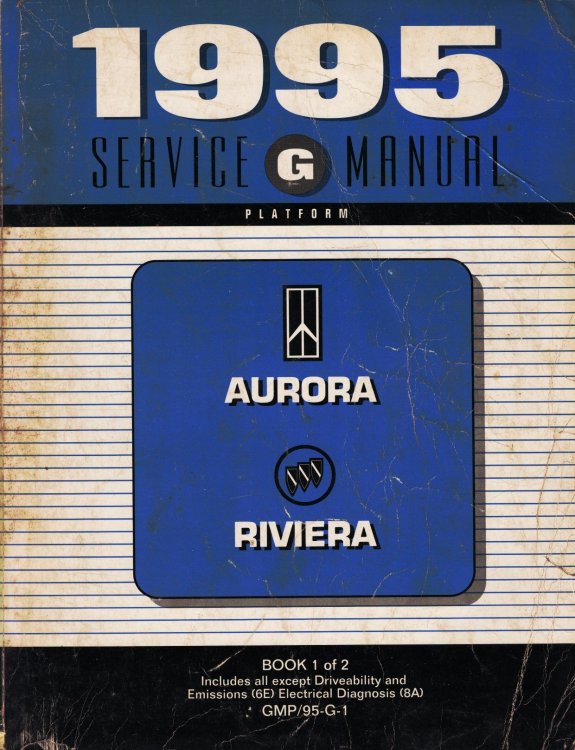 1995
SERVICE G MANUAL
PLATFORM
AURORA
RIVIERA
BOOK 1 of 2
Includes all except Driveability and
Emissions (6E) Electrical Diagnosis (8A)
GMP/95-G-1